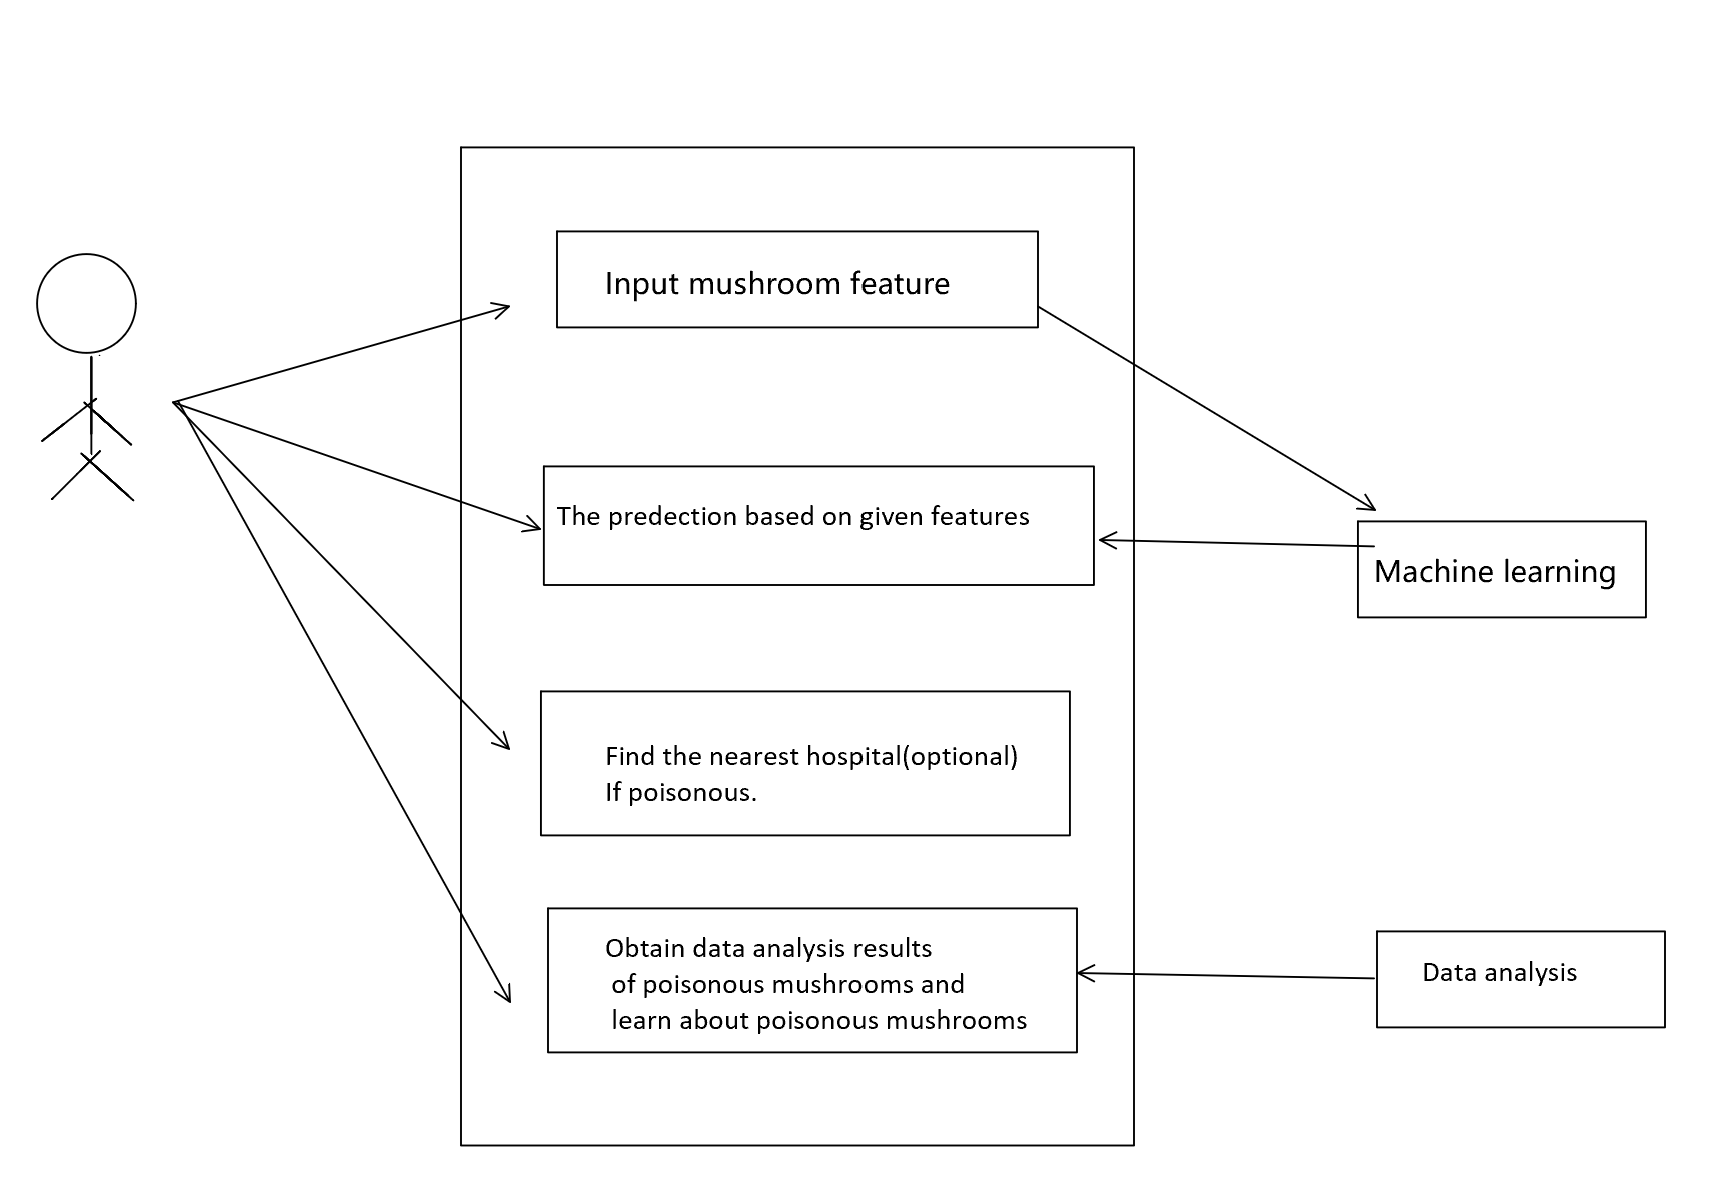 Input mushroom feature
The predection based on given features
Machine learning
Find the nearest hospital(optional)
If poisonous.
Obtain data analysis results
of poisonous mushrooms and
learn about poisonous mushrooms
Data analysis